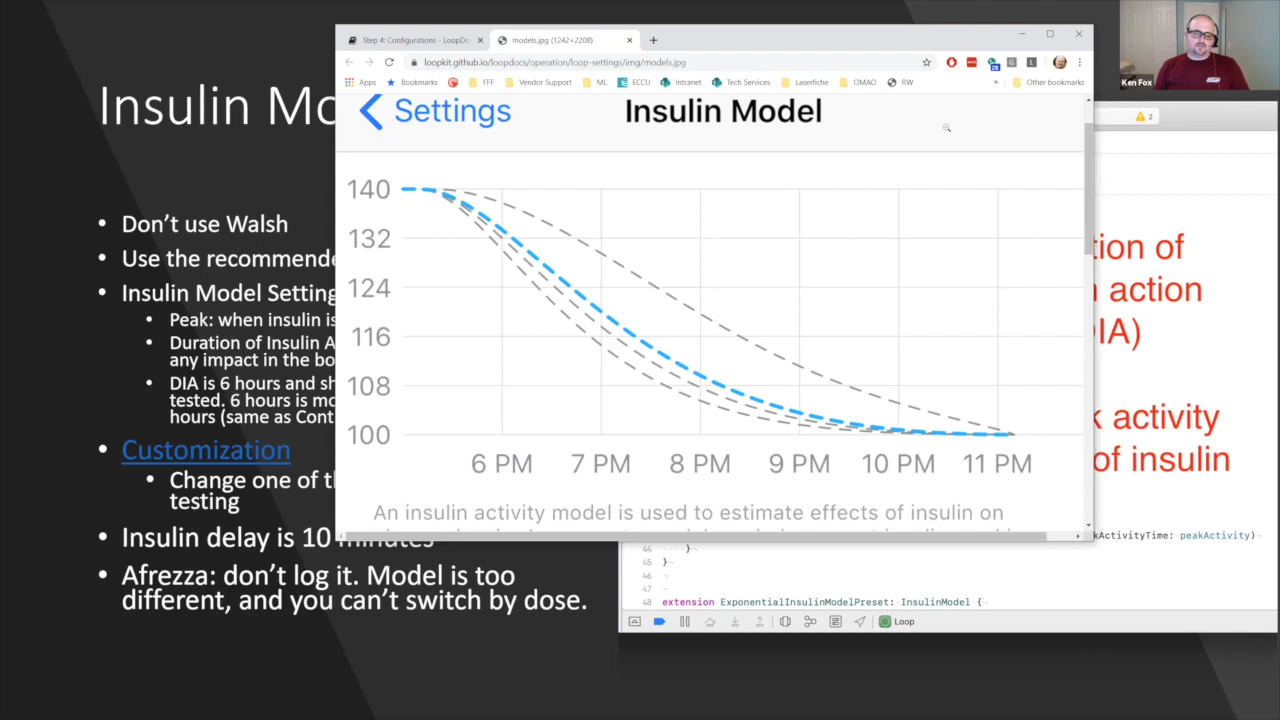 Insulin Mo
Don't use Walsh
Use the recommende
Insulin Model Setting
Peak: when insulin is
Duration of Insulin A
any impact in the bo
DIA is 6 hours and sh
tested. 6 hours is mo
hours (same as Cont
Customization
Change one of th
testing
Insulin delay is 10 minutes
Afrezza: don't log it. Model is too
different, and you can't switch by dose.
Step 4: Configurations - LoopDo
models.jpg (1242×2208)
loopkit.github.io/loopdocs/operation/loop-settings/img/models.jpg
28
G
L
Apps
Bookmarks
FFF
Vendor Support
ML
ECCU
Intranet
Tech Services
Laserfiche
OMAO
RW
»
Other bookmarks
Settings
Insulin Model
140
132
124
116
108
100
6 PM
7 PM
8 PM
9 PM
10 PM
11 PM
An insulin activity model is used to estimate effects of insulin on
Ken Fox
2
tion of
n action
IA)
k activity
of insulin
kActivityTime: peakActivity)
44
}
45
}
46
47
48
extension ExponentialInsulinModelPreset: InsulinModel {
Loop